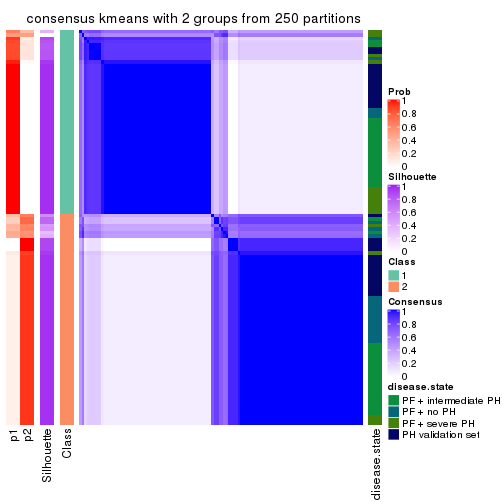 consensus kmeans with 2 groups from 250 partitions
Prob
1
0.8
0.6
0.4
0.2
0
Silhouette
1
0.8
0.6
0.4
0.2
0
Class
1
2
Consensus
1
0.8
0.6
0.4
0.2
0
disease.state
PF + intermediate PH
PF + no PH
PF + severe PH
PH validation set
p1
p2
Silhouette
Class
disease.state